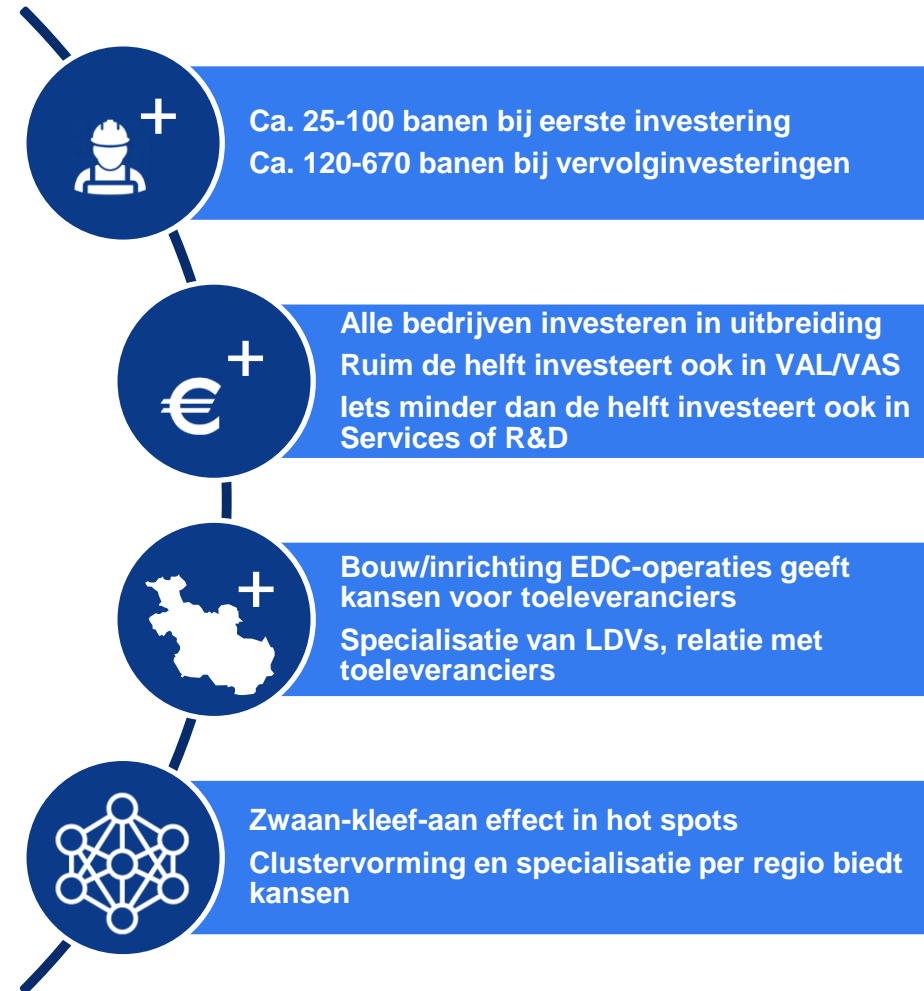 Ca. 25-100 banen bij eerste investering
Ca. 120-670 banen bij vervolginvesteringen
Alle bedrijven investeren in uitbreiding
Ruim de helft investeert ook in VAL/VAS
Iets minder dan de helft investeert ook in
Services of R&D
Bouw/inrichting EDC-operaties geeft
kansen voor toeleveranciers
Specialisatie van LDVs, relatie met
toeleveranciers
Zwaan-kleef-aan effect in hot spots
Clustervorming en specialisatie per regio biedt
kansen